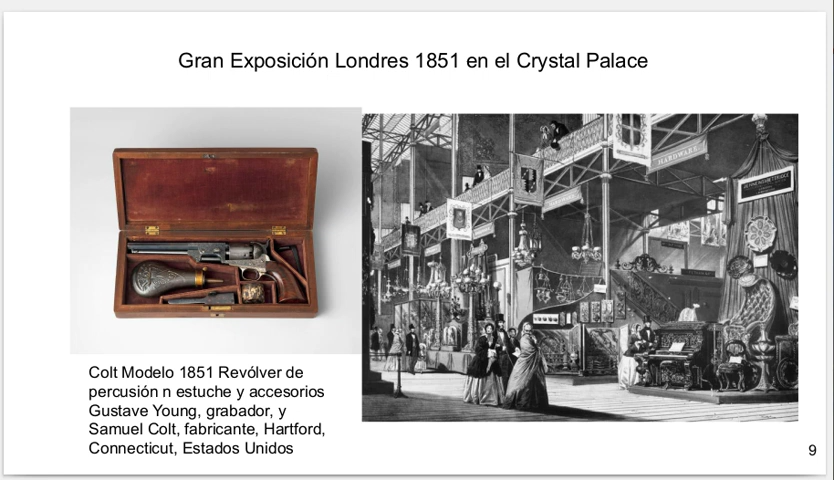 Gran Exposición Londres 1851 en el Crystal Palace
HARDWARE
Colt Modelo 1851 Revólver de
percusión n estuche y accesorios
Gustave Young, grabador, y
Samuel Colt, fabricante, Hartford,
Connecticut, Estados Unidos
9